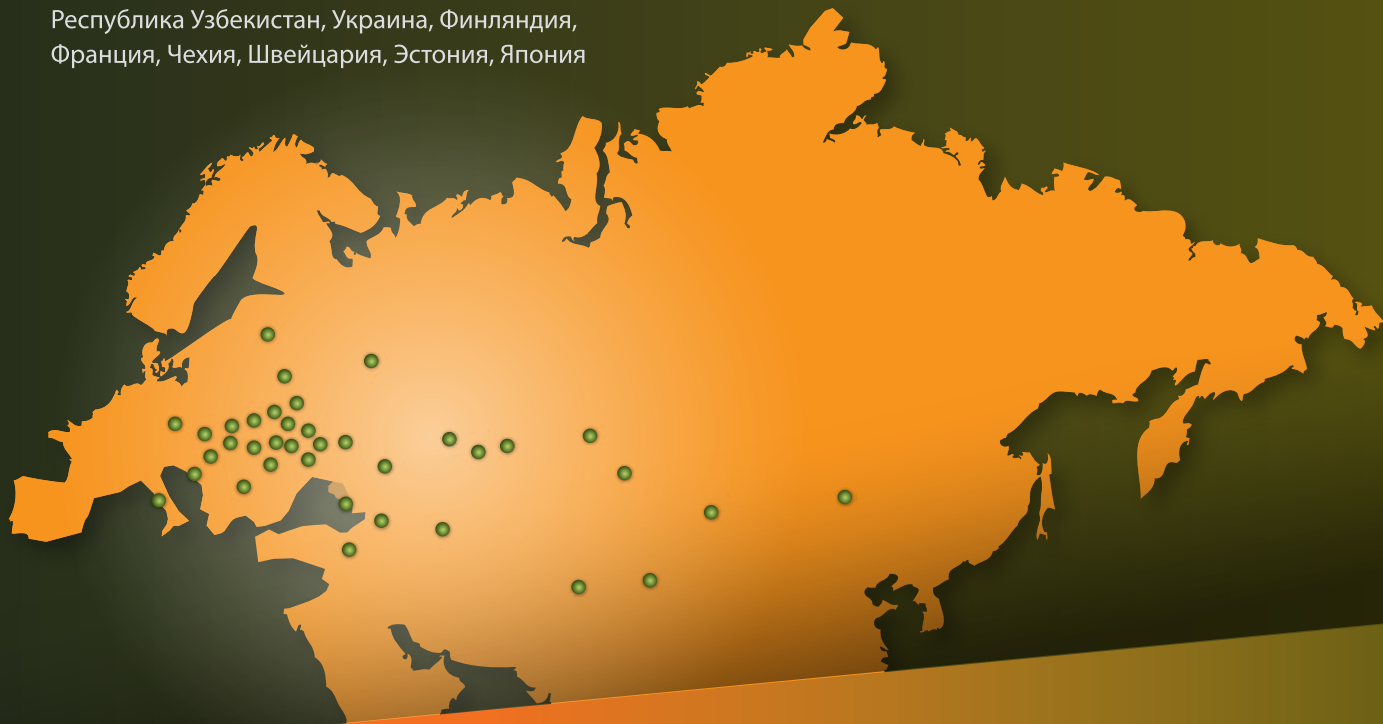 Республика Узбекистан, Украина, Финляндия,
Франция, Чехия, Швейцария, Эстония, Япония